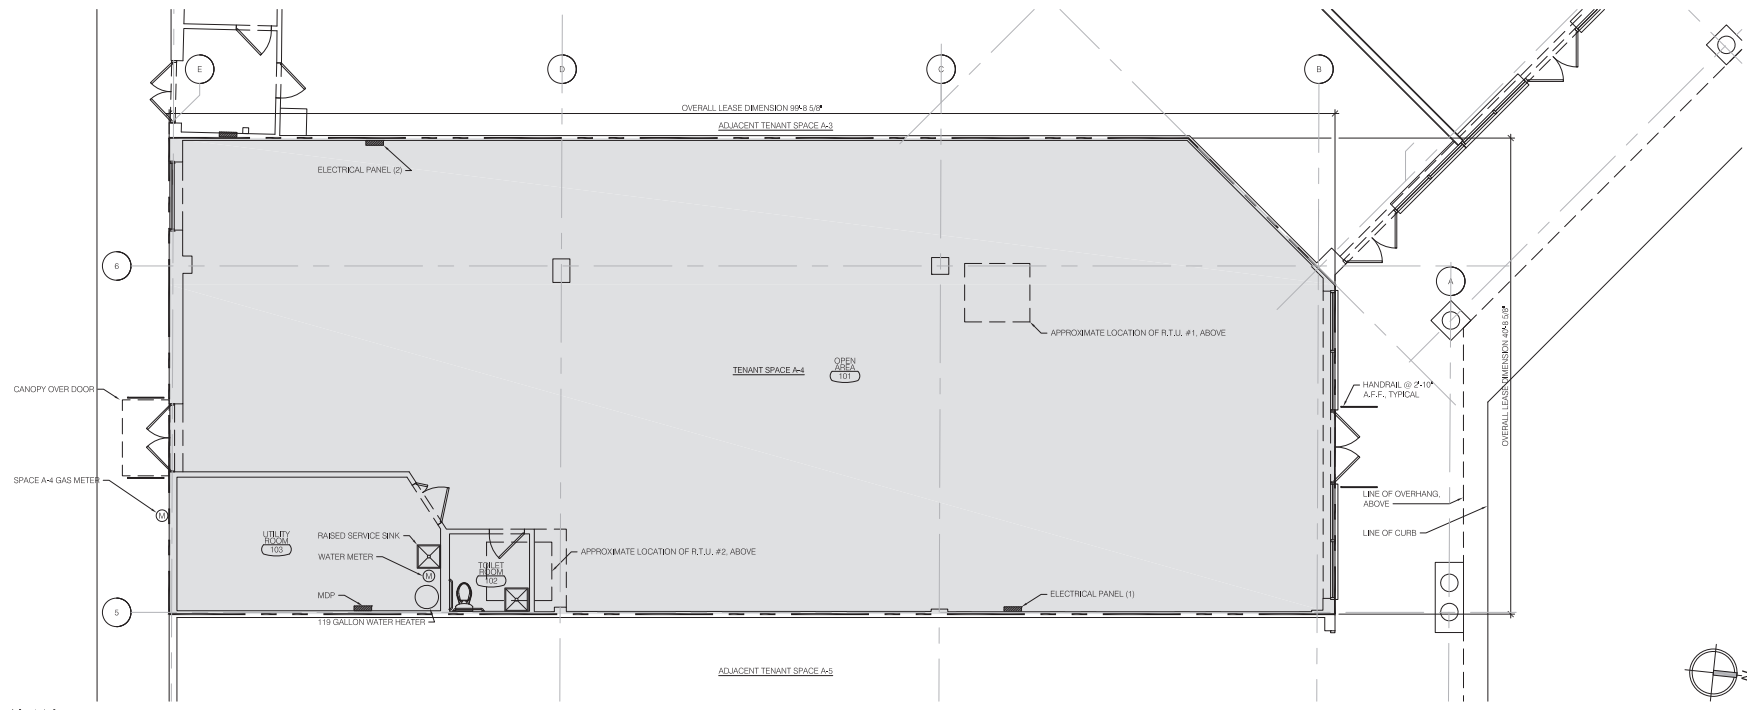 E
D
C
B
OVERALL LEASE DIMENSION 99'-8 5/8"
ADJACENT TENANT SPACE A-3
ELECTRICAL PANEL (2)
6
A
APPROXIMATE LOCATION OF R.T.U. #1, ABOVE
OVERALL LEASE DIMENSION 40'-8 5/8"
TENANT SPACE A-4
OPEN
AREA
101
CANOPY OVER DOOR
HANDRAIL @ 2'-10"
A.F.F., TYPICAL
SPACE A-4 GAS METER
M
LINE OF OVERHANG,
ABOVE
LINE OF CURB
UTILITY
ROOM
103
RAISED SERVICE SINK
WATER METER
M
APPROXIMATE LOCATION OF R.T.U. #2, ABOVE
TOILET
ROOM
102
MDP
ELECTRICAL PANEL (1)
5
119 GALLON WATER HEATER
ADJACENT TENANT SPACE A-5